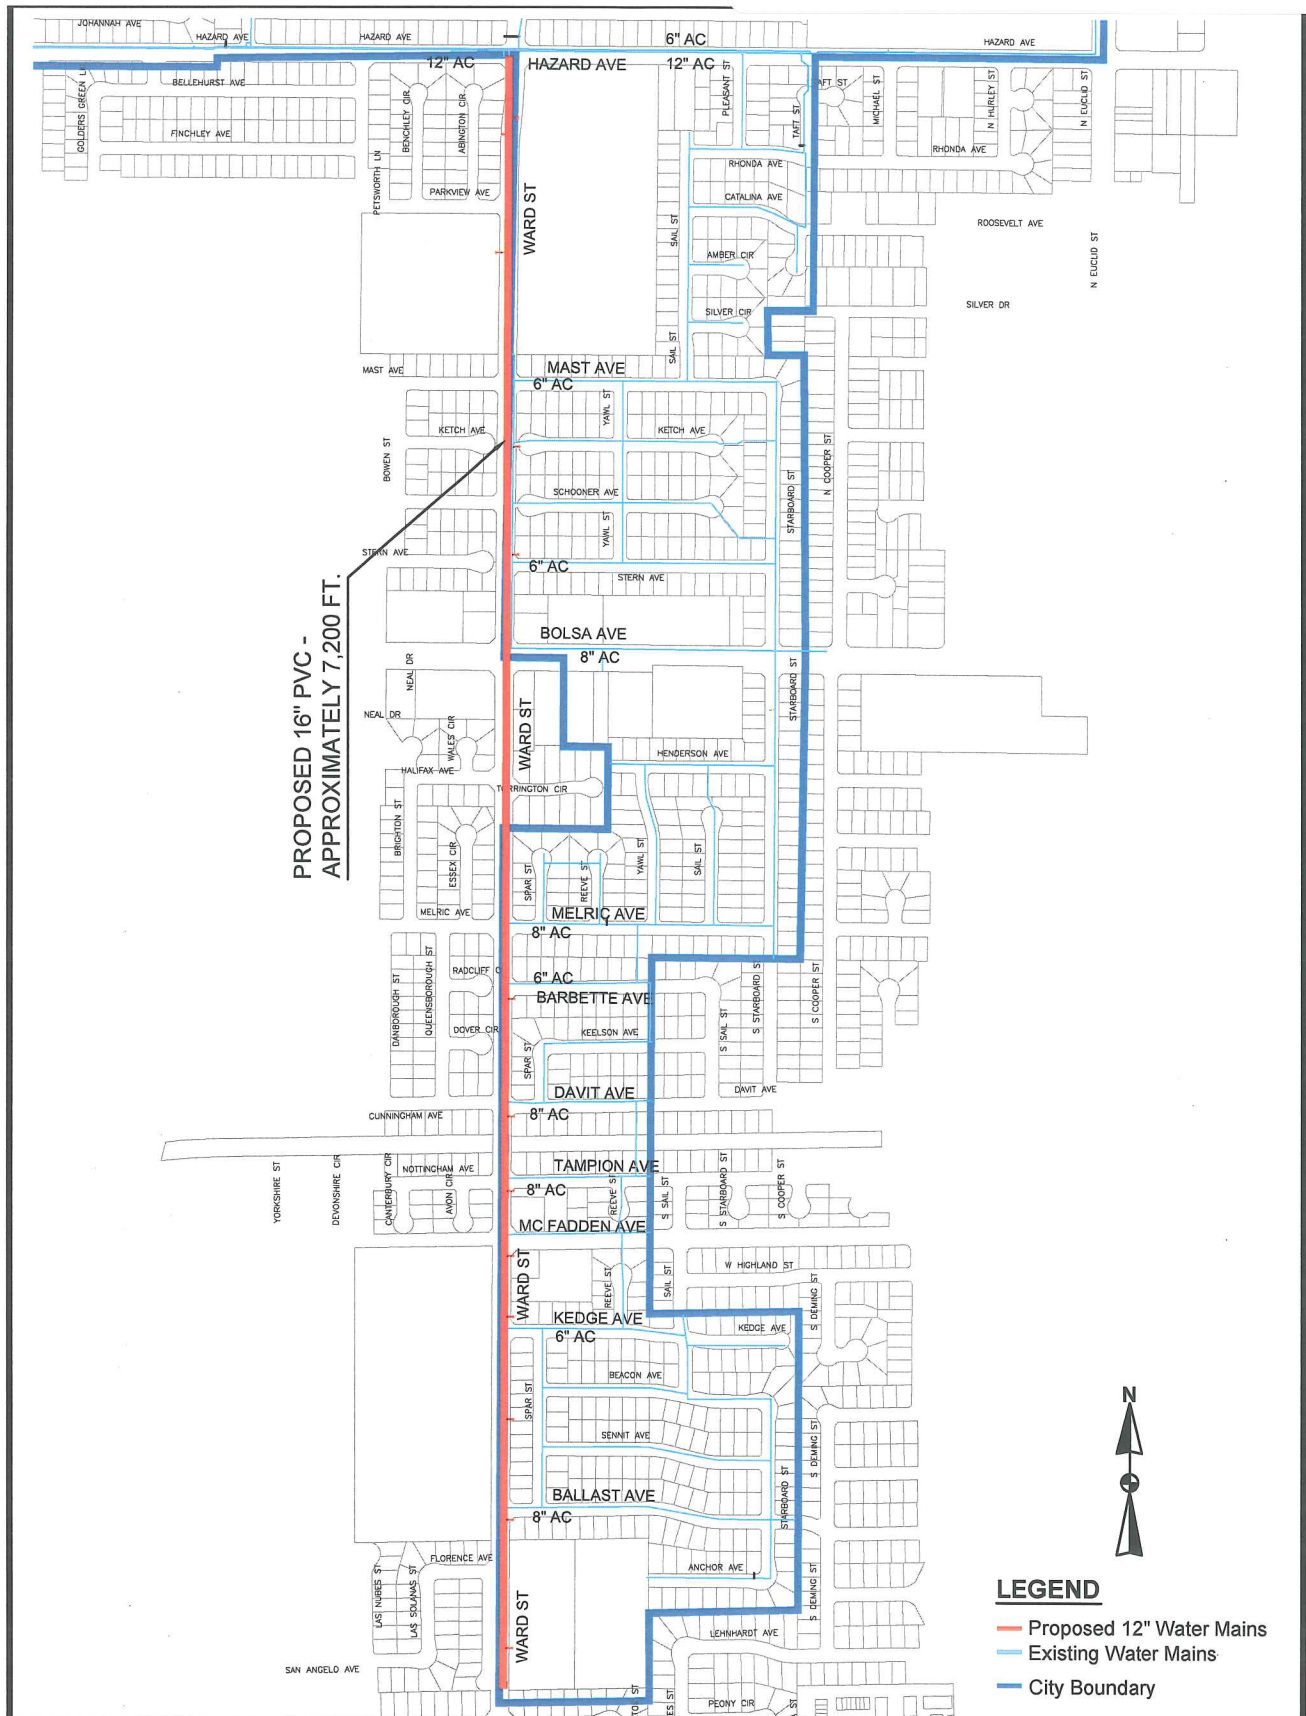 JOHANNAH AVE
HAZARD AVE
HAZARD AVE
6" AC
HAZARD AVE
12" AC
HAZARD AVE
12" AC
BELLEHURST AVE
GOLDERS GREEN
FINCHLEY AVE
PETSWORTH LN
BENCHLEY CIR
ABINGTON CIR
PARKVIEW AVE
WARD ST
PLEASANT ST
TAFT ST
AFT ST
MICHAEL ST
N HURLEY ST
N EUCLID ST
RHONDA AVE
RHONDA AVE
CATALINA AVE
SAIL ST
ROOSEVELT AVE
N EUCLID ST
AMBER CIR
SILVER CIR
SILVER DR
SAIL ST
MAST AVE
MAST AVE
6" AC
YAWL ST
KETCH AVE
KETCH AVE
BOWEN ST
N COOPER ST
STARBOARD ST
SCHOONER AVE
YAWL ST
STERN AVE
6" AC
STERN AVE
PROPOSED 16" PVC -
APPROXIMATELY 7,200 FT.
BOLSA AVE
8" AC
NEAL DR
NEAL DR
STARBOARD ST
WARD ST
WALES CIR
HENDERSON AVE
HALIFAX AVE
TORRINGTON CIR
BRIGHTON ST
ESSEX CIR
SPAR ST
REEVE ST
YAWL ST
SAIL ST
MELRIC AVE
MELRIC AVE
8" AC
DANBOROUGH ST
QUEENSBOROUGH ST
RADCLIFF C
6" AC
BARBETTE AVE
S SAIL ST
S STARBOARD ST
S COOPER ST
DOVER CIR
KEELSON AVE
SPAR ST
DAVIT AVE
DAVIT AVE
8" AC
CUNNINGHAM AVE
YORKSHIRE ST
DEVONSHIRE CIR
CANTERBURY CIR
NOTTINGHAM AVE
AVON CIR
TAMPION AVE
8" AC
REEVE ST
S SAIL ST
S STARBOARD ST
S COOPER ST
MC FADDEN AVE
WARD ST
REEVE ST
SAIL ST
W HIGHLAND ST
S DEMING ST
KEDGE AVE
6" AC
KEDGE AVE
BEACON AVE
SPAR ST
SENNIT AVE
S DEMING ST
STARBOARD ST
BALLAST AVE
8" AC
N
FLORENCE AVE
LAS NUBES ST
LAS SOLANAS ST
ANCHOR AVE
S DEMING ST
WARD ST
LEHNHARDT AVE
SAN ANGELO AVE
PEONY CIR
LEGEND
Proposed 12" Water Mains
Existing Water Mains
City Boundary